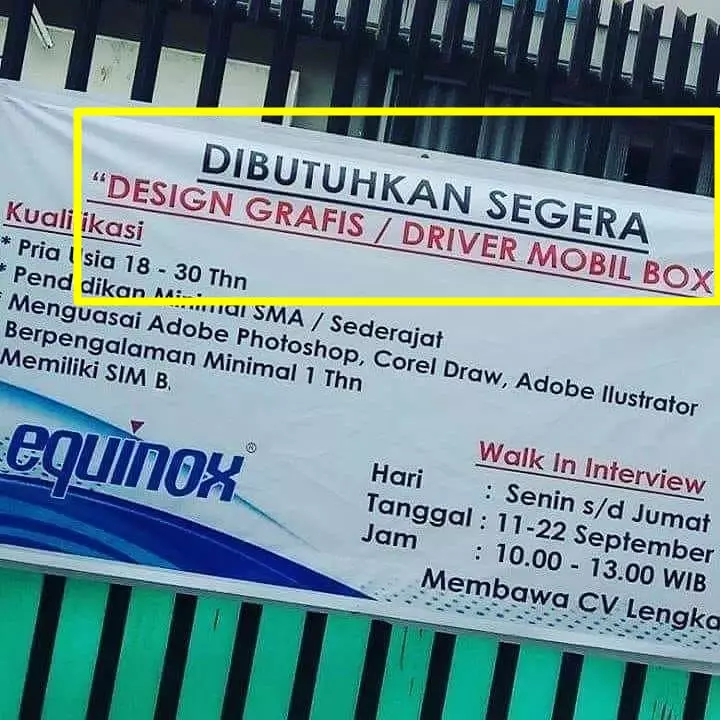 DIBUTUHKAN SEGERA
"DESIGN GRAFIS / DRIVER MOBIL BOX
Kualifikasi
* Pria Usia 18 - 30 Thn
* Pendidikan Minimal SMA / Sederajat
* Menguasai Adobe Photoshop, Corel Draw, Adobe Ilustrator
Berpengalaman Minimal 1 Thn
Memiliki SIM B.
equinox®
Walk In Interview
Hari : Senin s/d Jumat
Tanggal : 11-22 September
Jam : 10.00 - 13.00 WIB
Membawa CV Lengka